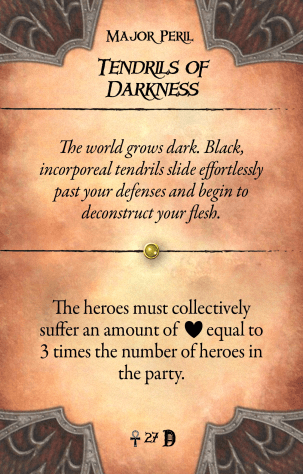 Major Peril
Tendrils of
Darkness
The world grows dark. Black,
incorporeal tendrils slide effortlessly
past your defenses and begin to
deconstruct your flesh.
The heroes must collectively
suffer an amount of ♥ equal to
3 times the number of heroes in
the party.
☥ 27 D